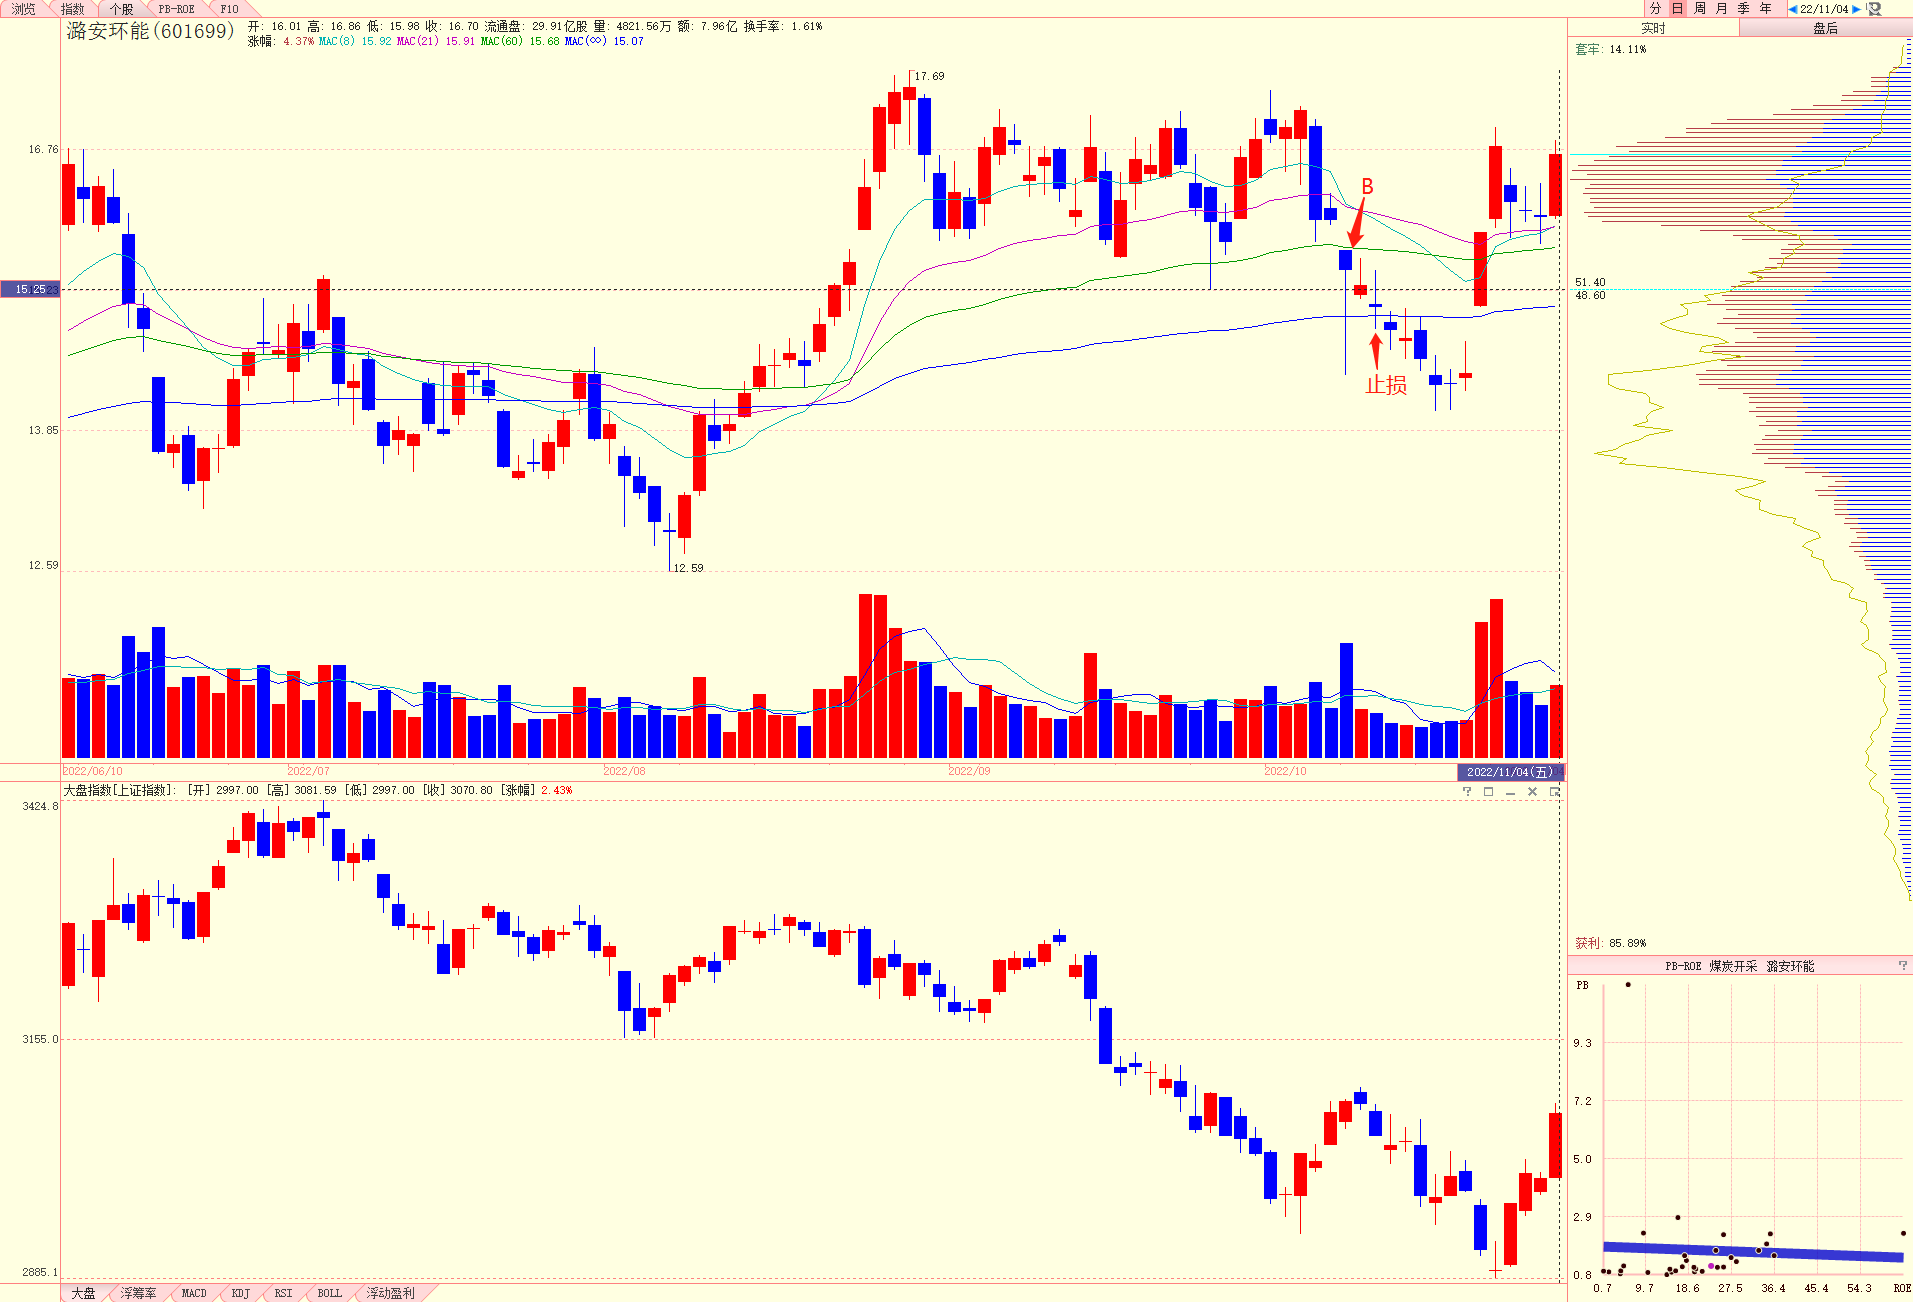 浏览 指数 个股 PB-ROE F10
分 日 周 月 季 年 22/11/04
潞安环能(601699)
开: 16.01 高: 16.86 低: 15.98 收: 16.70 流通盘: 29.91亿股 量: 4821.56万 额: 7.96亿 换手率: 1.61%
涨幅: 4.37% MAC(8) 15.92 MAC(21) 15.91 MAC(60) 15.68 MAC(∞) 15.07
实时 盘后
套牢: 14.11%
17.69
16.76
B
15.25
51.40
48.60
止损
13.85
12.59
12.59
2022/06/10 2022/07 2022/08 2022/09 2022/10 2022/11/04(五)
大盘指数[上证指数]: [开] 2997.00 [高] 3081.59 [低] 2997.00 [收] 3070.80 [涨幅] 2.43%
3424.8
3155.0
2885.1
获利: 85.89%
PB-ROE 煤炭开采 潞安环能 ?
PB
9.3
7.2
5.0
2.9
0.8
0.7 9.7 18.6 27.5 36.4 45.4 54.3 ROE
大盘 浮筹率 MACD KDJ RSI BOLL 浮动盈利